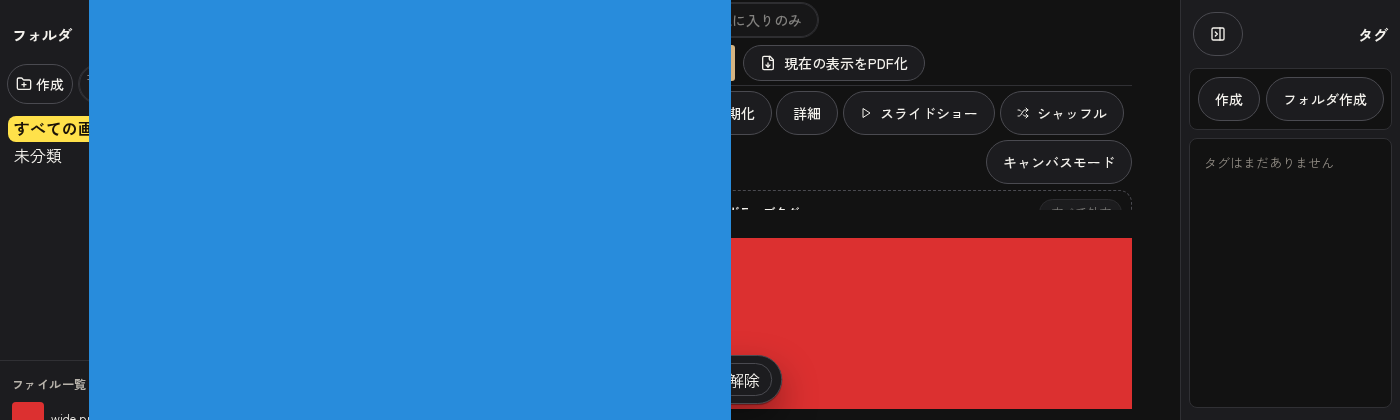 フォルダ
作成
すべての画
未分類
ファイル一覧
wide
に入りのみ
現在の表示をPDF化
期化
詳細
スライドショー
シャッフル
キャンバスモード
解除
タグ
作成
フォルダ作成
タグはまだありません